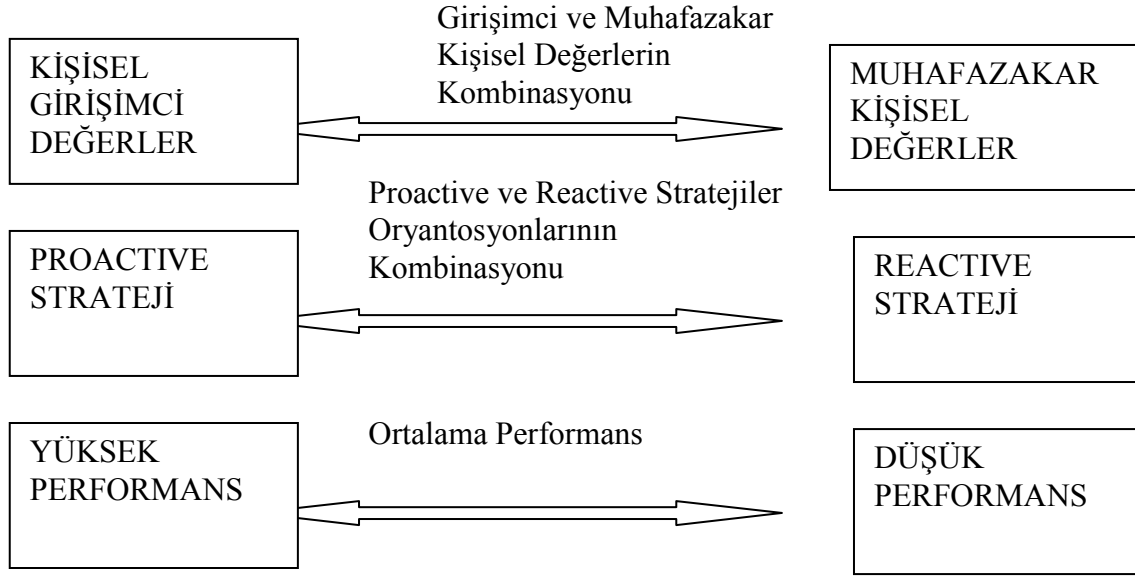 Girişimci ve Muhafazakar
Kişisel Değerlerin
Kombinasyonu
KİŞİSEL
GİRİŞİMCİ
DEĞERLER
MUHAFAZAKAR
KİŞİSEL
DEĞERLER
Proactive ve Reactive Stratejiler
Oryantosyonlarının
Kombinasyonu
PROACTIVE
STRATEJİ
REACTIVE
STRATEJİ
Ortalama Performans
YÜKSEK
PERFORMANS
DÜŞÜK
PERFORMANS